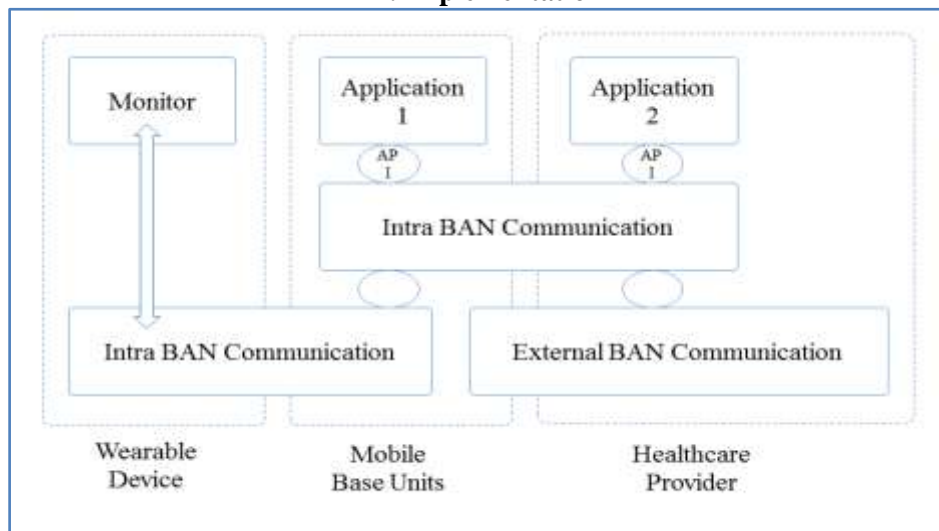 Implementation
Monitor
Application
1
Application
2
AP
I
AP
I
Intra BAN Communication
Intra BAN Communication
External BAN Communication
Wearable
Device
Mobile
Base Units
Healthcare
Provider